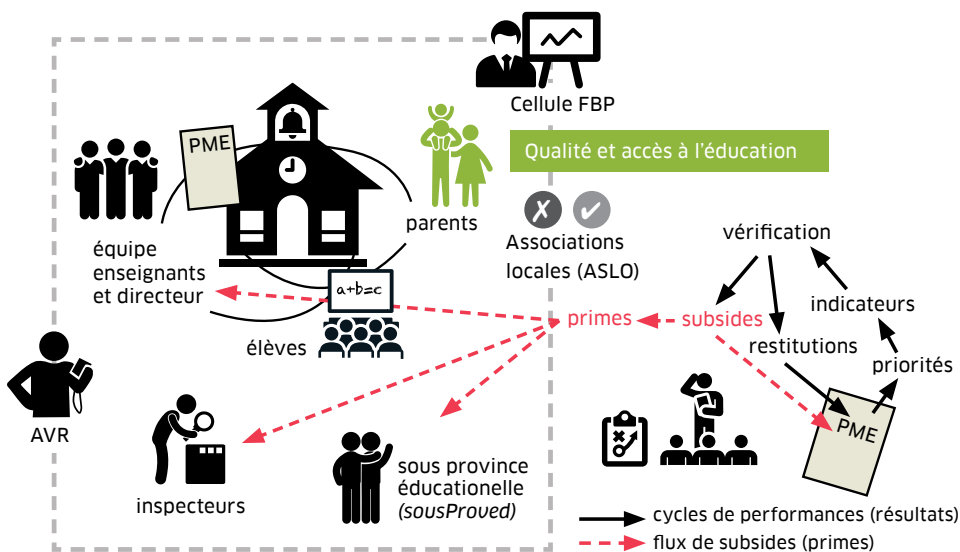 Cellule FBP
Qualité et accès à l'éducation
PME
parents
équipe
enseignants
et directeur
a+b=c
élèves
Associations
locales (ASLO)
vérification
indicateurs
priorités
restitutions
primes
subsides
PME
AVR
inspecteurs
sous province
éducationelle
(sousProved)
cycles de performances (résultats)
flux de subsides (primes)